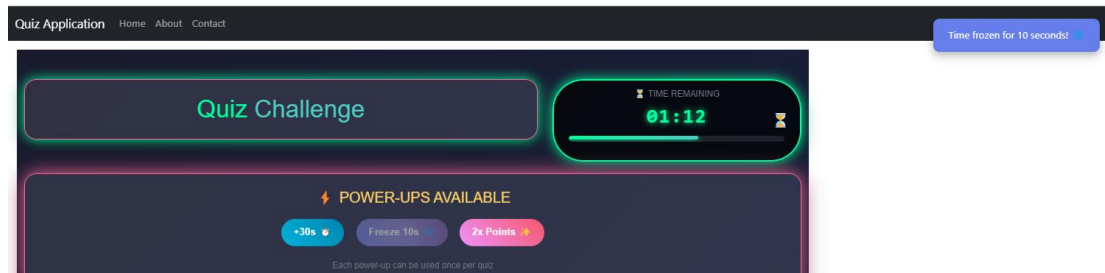 Quiz Application Home About Contact
Time frozen for 10 seconds!
Quiz Challenge
⏳ TIME REMAINING
01:12
⚡ POWER-UPS AVAILABLE
+30s Freeze 10s 2x Points ✨
Each power-up can be used once per quiz